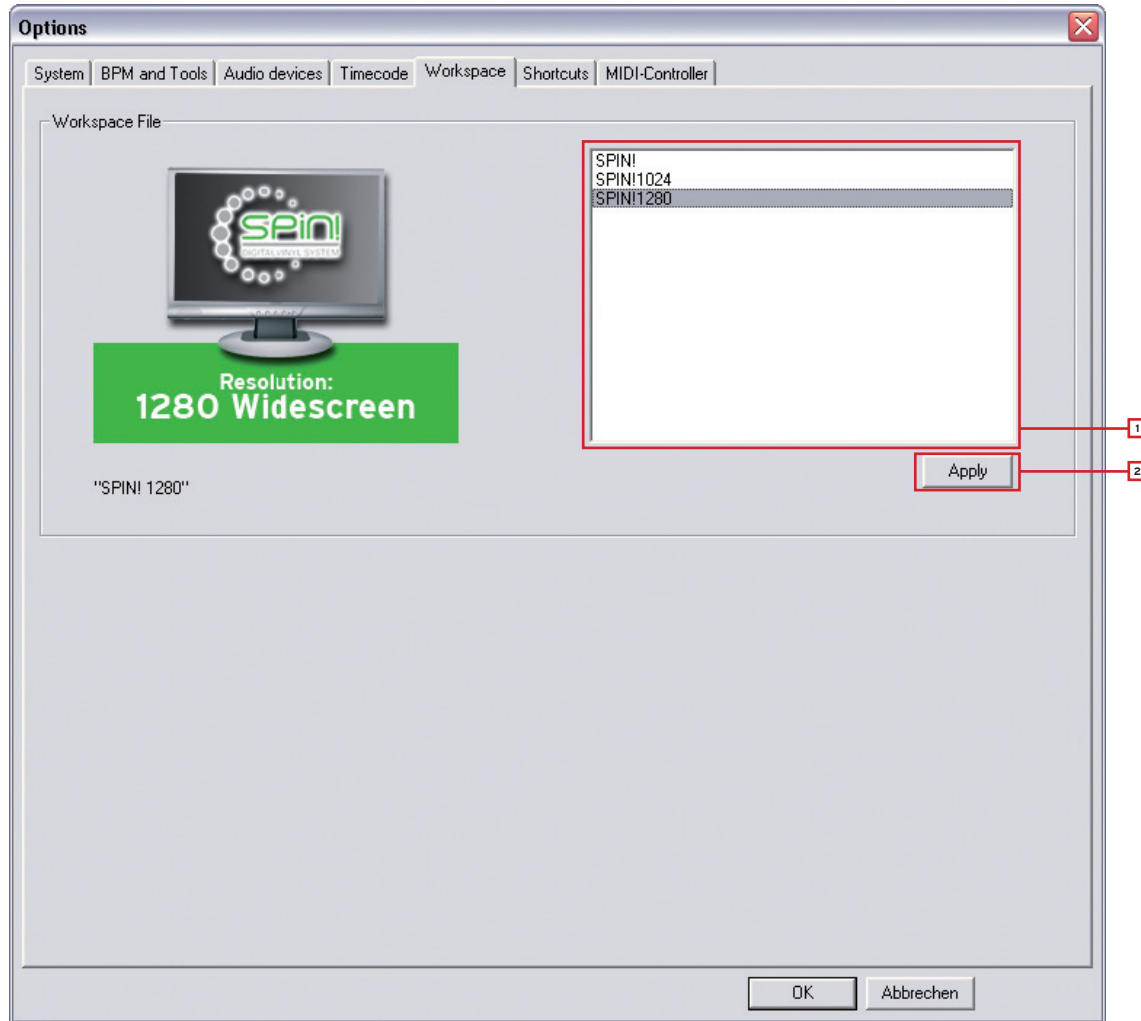 Options
System
BPM and Tools
Audio devices
Timecode
Workspace
Shortcuts
MIDI-Controller
Workspace File
SPIN!
SPIN!1024
SPIN!1280
SPin!
DIGITAL VINYL SYSTEM
Resolution:
1280 Widescreen
1
Apply
2
"SPIN! 1280"
OK
Abbrechen